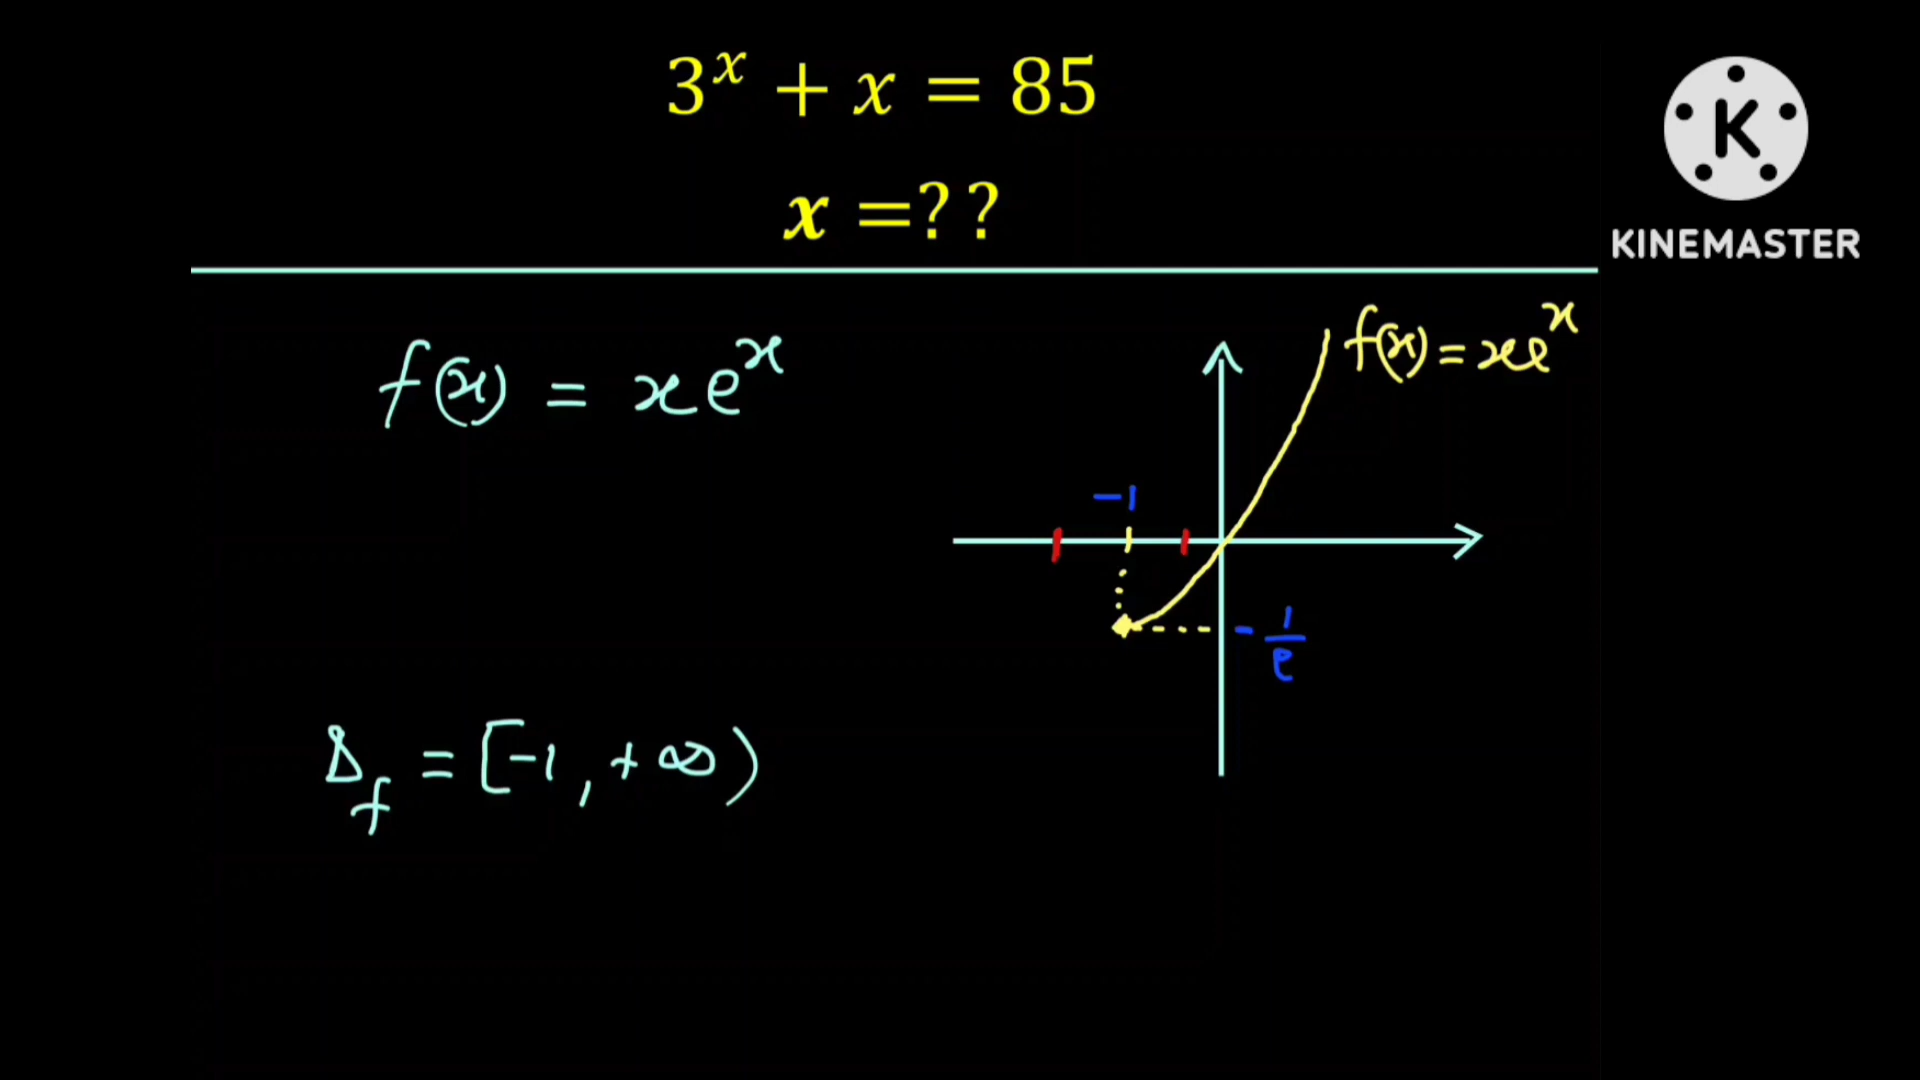 3^x + x = 85
x =??
K
KINEMASTER
f(x) = xe^x
f(x) = xe^x
-1
- 1/e
D_f = [-1, +∞)